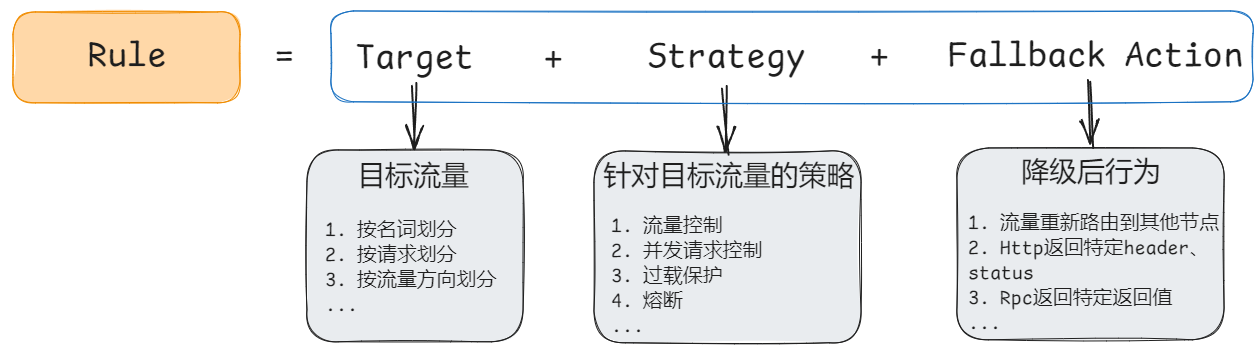 Rule = Target + Strategy + Fallback Action
目标流量
1. 按名词划分
2. 按请求划分
3. 按流量方向划分
...
针对目标流量的策略
1. 流量控制
2. 并发请求控制
3. 过载保护
4. 熔断
...
降级后行为
1. 流量重新路由到其他节点
2. Http返回特定header、
status
3. Rpc返回特定返回值
...